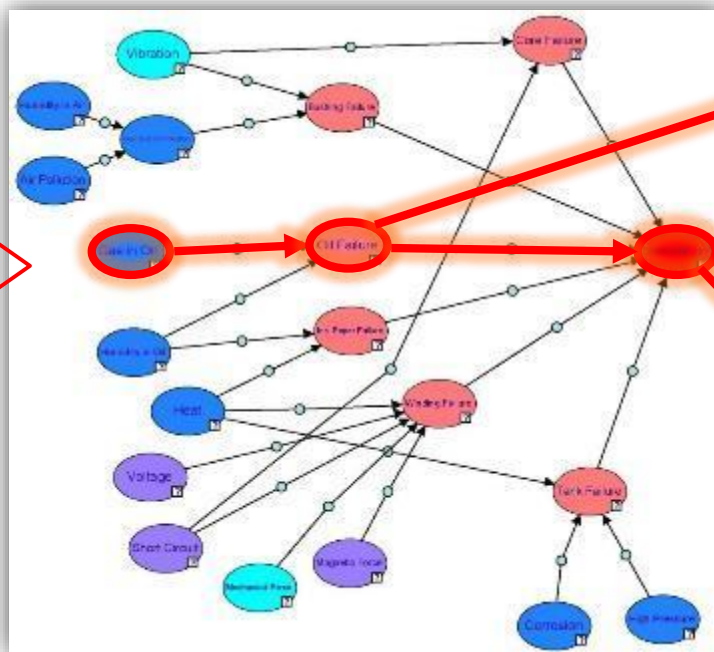 Core Failure
Vibration
Humidity in Air
Bushing Failure
Air Pollution
Gas in Oil
Oil Failure
Ins. Paper Failure
Humidity in Oil
Heat
Winding Failure
Voltage
Tank Failure
Short Circuit
Magnetic Force
Mechanical Force
Corrosion
High Pressure